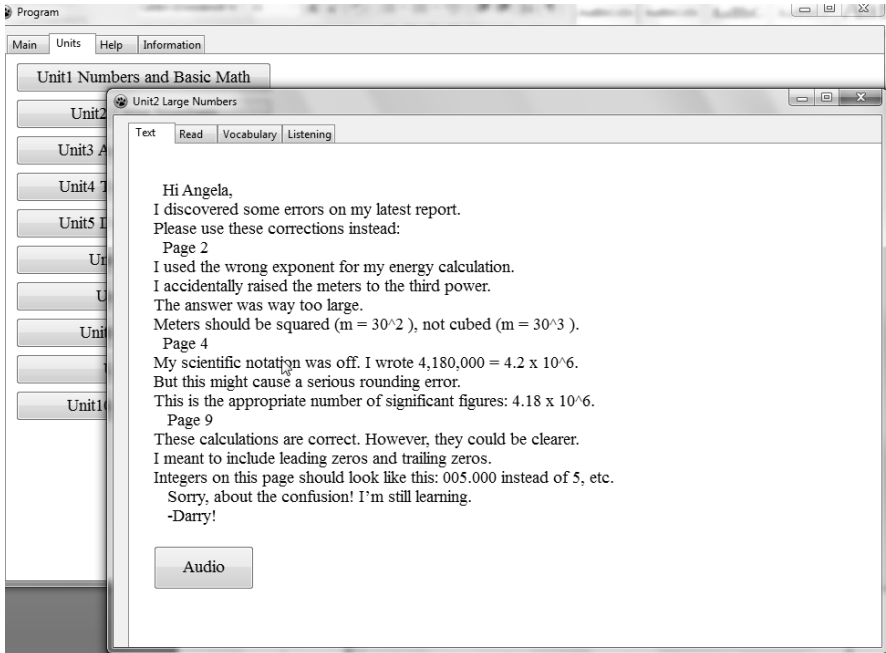 Program
Main Units Help Information
Unit1 Numbers and Basic Math
Unit2
Unit3
Unit4
Unit5
Unit2 Large Numbers
Text Read Vocabulary Listening
Hi Angela,
I discovered some errors on my latest report.
Please use these corrections instead:
Page 2
I used the wrong exponent for my energy calculation.
I accidentally raised the meters to the third power.
The answer was way too large.
Meters should be squared (m = 30^2 ), not cubed (m = 30^3 ).
Page 4
My scientific notation was off. I wrote 4,180,000 = 4.2 x 10^6.
But this might cause a serious rounding error.
This is the appropriate number of significant figures: 4.18 x 10^6.
Page 9
These calculations are correct. However, they could be clearer.
I meant to include leading zeros and trailing zeros.
Integers on this page should look like this: 005.000 instead of 5, etc.
Sorry, about the confusion! I’m still learning.
-Darry!
Audio